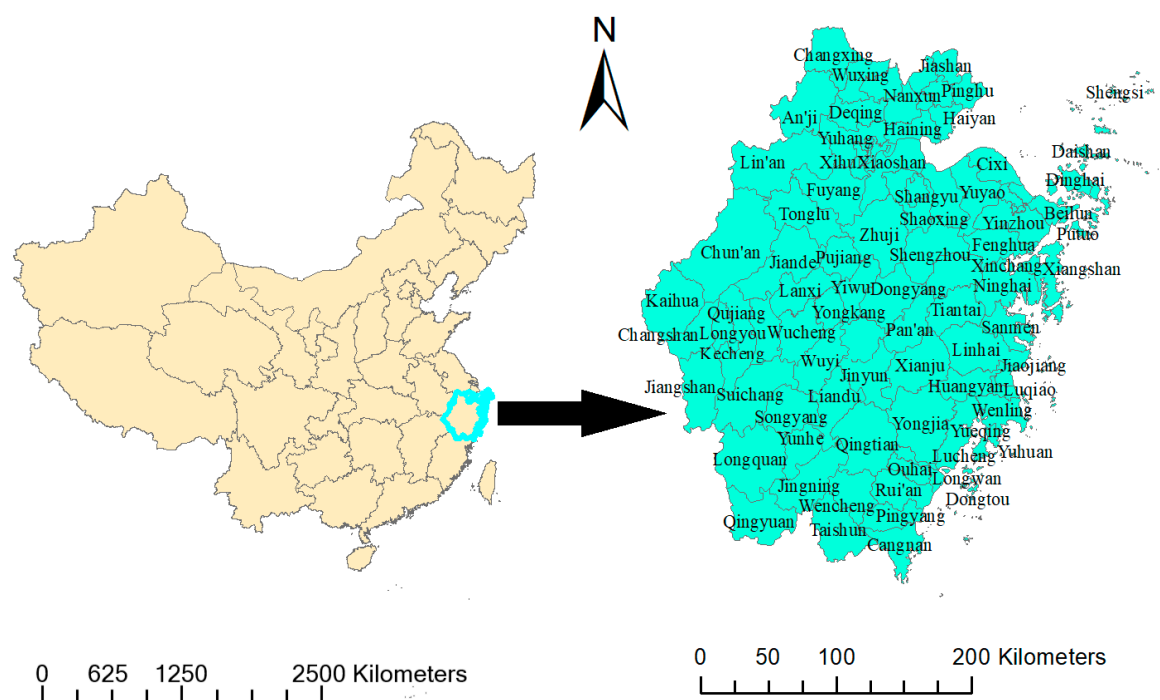 N
Changxing
Wuxing
Jiashan
Nanxun
Pinghu
Shengsi
An'ji
Deqing
Haiyan
Yuhang
Haining
Lin'an
Xihu
Xiaoshan
Cixi
Daishan
Dinghai
Fuyang
Shangyu
Yuyao
Tonglu
Shaoxing
Yinzhou
Beilun
Putuo
Zhuji
Fenghua
Chun'an
Jiande
Pujiang
Shengzhou
Xinchang
Xiangshan
Kaihua
Lanxi
Yiwu
Dongyang
Ninghai
Qujiang
Yongkang
Tiantai
Changshan
Longyou
Wucheng
Pan'an
Sanmen
Kecheng
Wuyi
Linhai
Jinyun
Xianju
Jiaojiang
Jiangshan
Suichang
Liandu
Huangyan
Luqiao
Songyang
Wenling
Yunhe
Qingtian
Yongjia
Yueqing
Yuhuan
Longquan
Lucheng
Ouhai
Longwan
Jingning
Rui'an
Dongtou
Wencheng
Qingyuan
Taishun
Pingyang
Cangnan
0 625 1250 2500 Kilometers
0 50 100 200 Kilometers